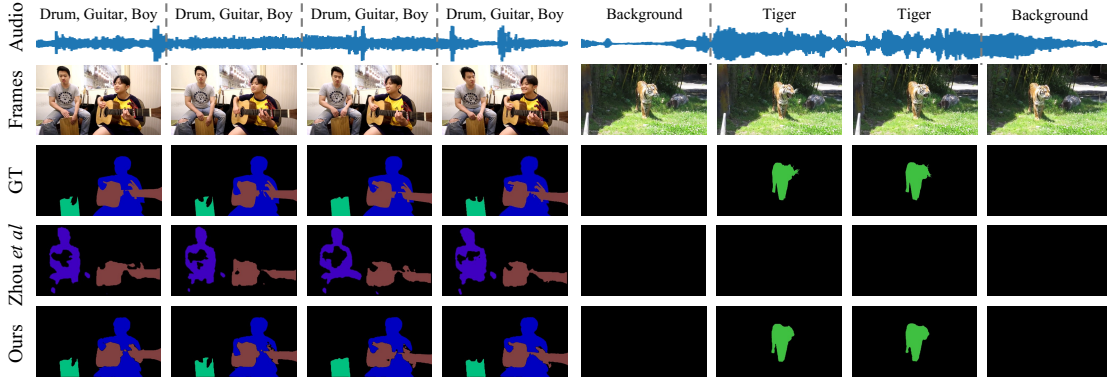 Audio
Drum, Guitar, Boy
Drum, Guitar, Boy
Drum, Guitar, Boy
Drum, Guitar, Boy
Background
Tiger
Tiger
Background
Frames
GT
Zhou et al
Ours